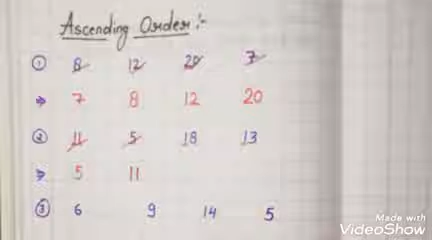 Ascending Order :-
① 8 12 20 7
⇒ 7 8 12 20
② 11 5 18 13
⇒ 5 11
③ 6 9 14 5
Made with
VideoShow